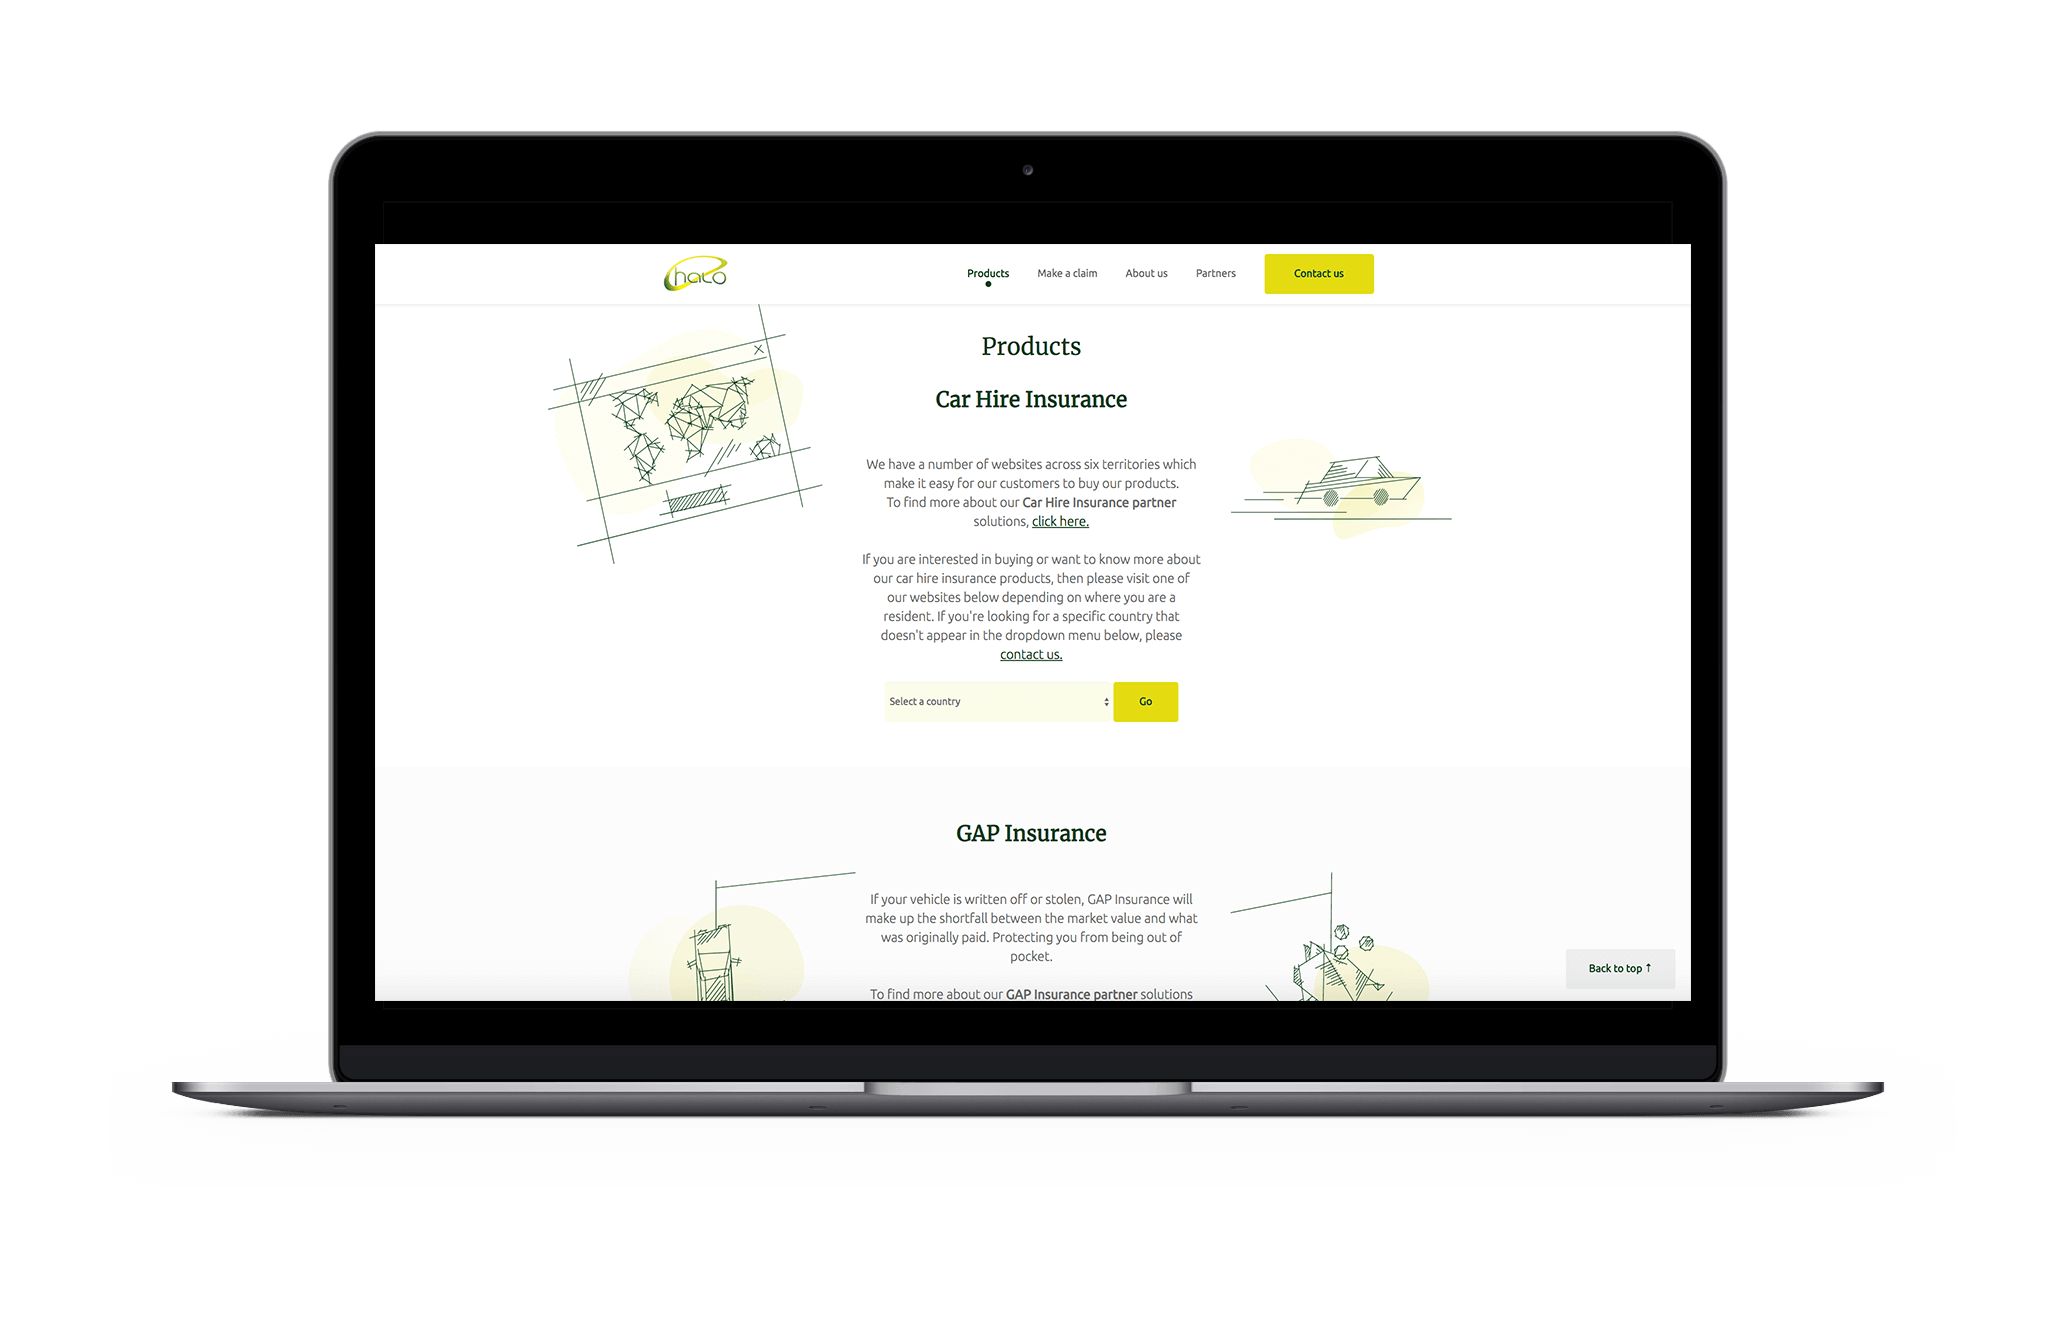 halo
Products
Make a claim
About us
Partners
Contact us
Products
Car Hire Insurance
We have a number of websites across six territories which
make it easy for our customers to buy our products.
To find more about our Car Hire Insurance partner
solutions, click here.
If you are interested in buying or want to know more about
our car hire insurance products, then please visit one of
our websites below depending on where you are a
resident. If you're looking for a specific country that
doesn't appear in the dropdown menu below, please
contact us.
Select a country
Go
GAP Insurance
If your vehicle is written off or stolen, GAP Insurance will
make up the shortfall between the market value and what
was originally paid. Protecting you from being out of
pocket.
To find more about our GAP Insurance partner solutions
Back to top ↑